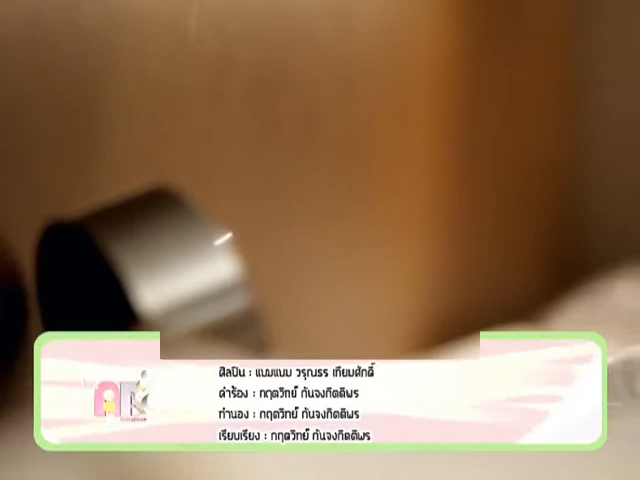 ศิลปิน : แบมแบม วรุณธร เทียมศักดิ์
คำร้อง : กฤตวิทย์ กันจงกิตติพร
ทำนอง : กฤตวิทย์ กันจงกิตติพร
เรียบเรียง : กฤตวิทย์ กันจงกิตติพร